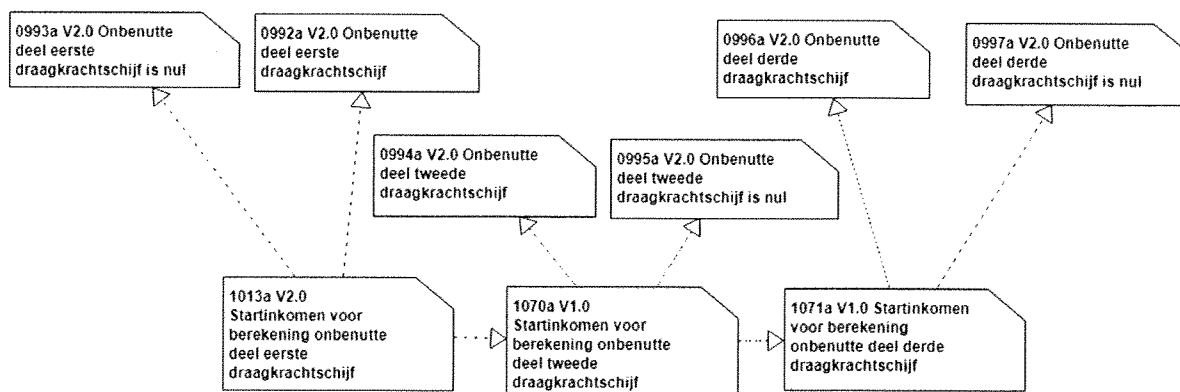 0993a V2.0 Onbenutte
deel eerste
draagkrachtschijf is nul
0992a V2.0 Onbenutte
deel eerste
draagkrachtschijf
0996a V2.0 Onbenutte
deel derde
draagkrachtschijf
0997a V2.0 Onbenutte
deel derde
draagkrachtschijf is nul
0994a V2.0 Onbenutte
deel tweede
draagkrachtschijf
0995a V2.0 Onbenutte
deel tweede
draagkrachtschijf is nul
1013a V2.0
Startinkomen voor
berekening onbenutte
deel eerste
draagkrachtschijf
1070a V1.0
Startinkomen voor
berekening onbenutte
deel tweede
draagkrachtschijf
1071a V1.0 Startinkomen
voor berekening
onbenutte deel derde
draagkrachtschijf